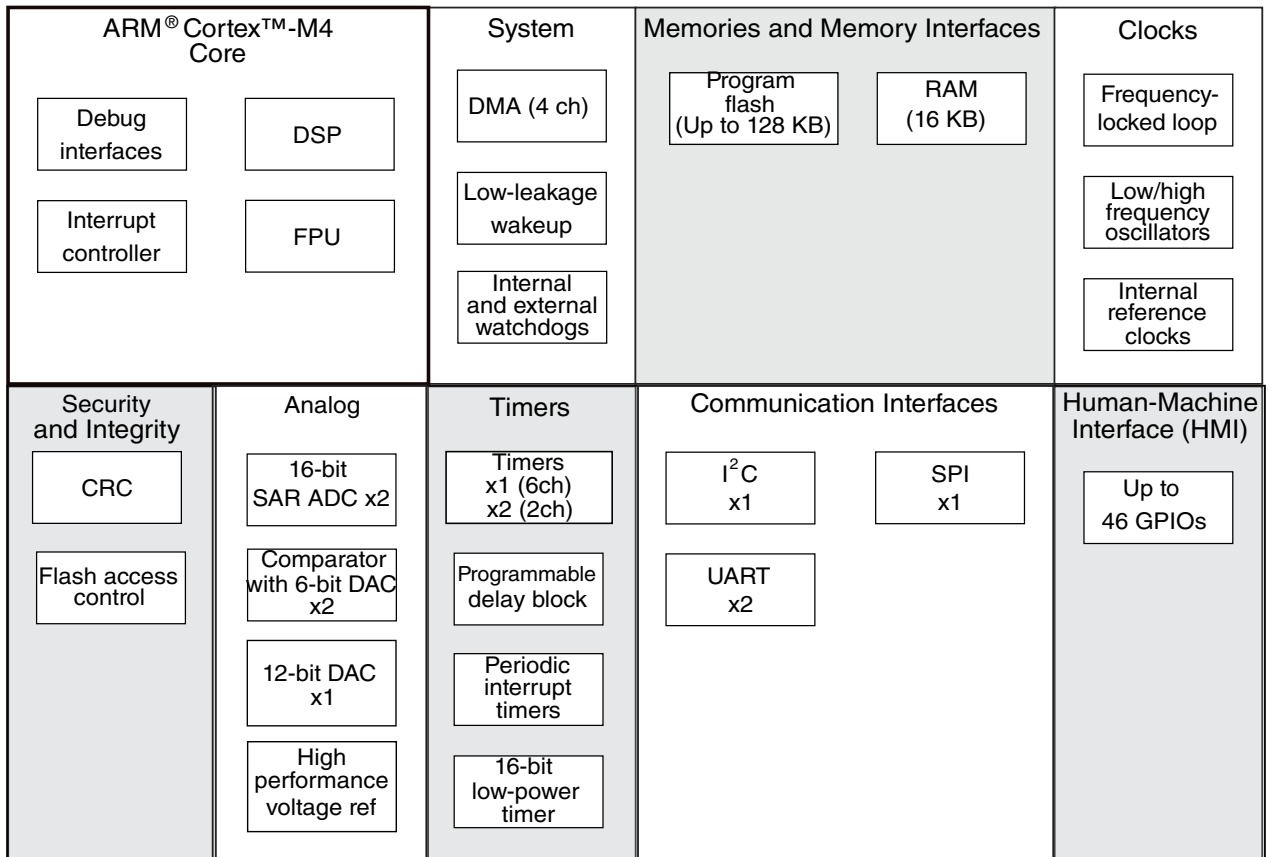 ARM® Cortex™-M4
Core
Debug
interfaces
DSP
Interrupt
controller
FPU
System
DMA (4 ch)
Low-leakage
wakeup
Internal
and external
watchdogs
Memories and Memory Interfaces
Program
flash
(Up to 128 KB)
RAM
(16 KB)
Clocks
Frequency-
locked loop
Low/high
frequency
oscillators
Internal
reference
clocks
Security
and Integrity
CRC
Flash access
control
Analog
16-bit
SAR ADC x2
Comparator
with 6-bit DAC
x2
12-bit DAC
x1
High
performance
voltage ref
Timers
Timers
x1 (6ch)
x2 (2ch)
Programmable
delay block
Periodic
interrupt
timers
16-bit
low-power
timer
Communication Interfaces
I²C
x1
SPI
x1
UART
x2
Human-Machine
Interface (HMI)
Up to
46 GPIOs